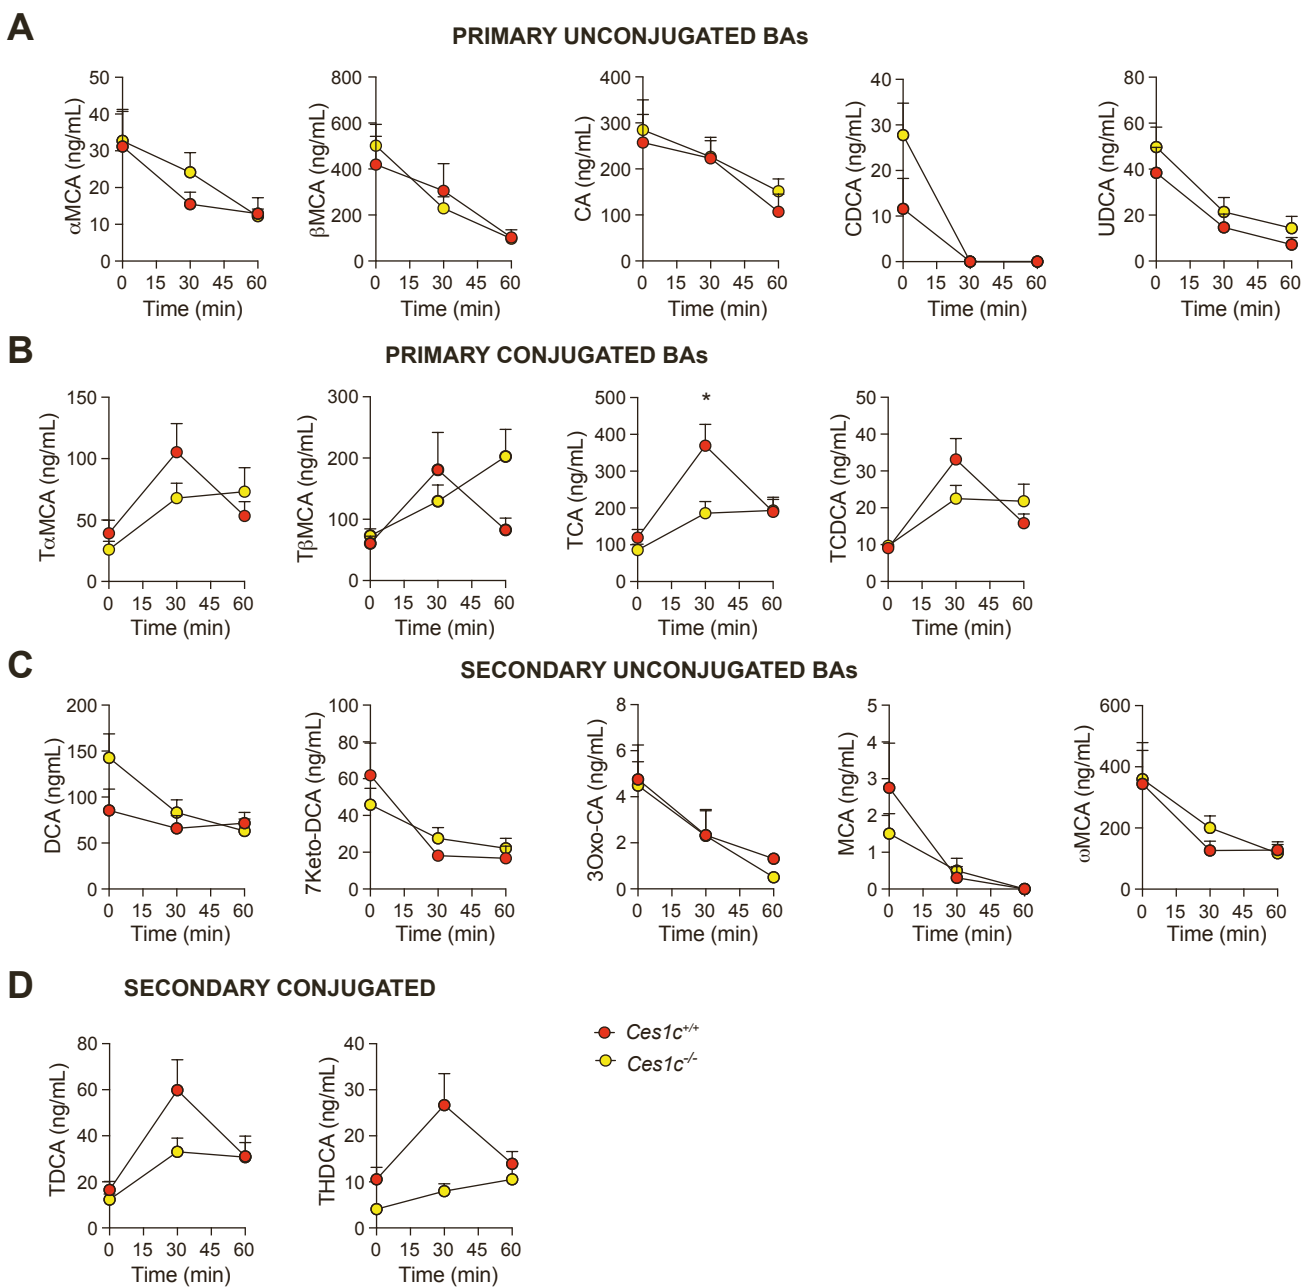 A
PRIMARY UNCONJUGATED BAs
αMCA (ng/mL)
50
40
30
20
10
0
0 15 30 45 60
Time (min)
βMCA (ng/mL)
800
600
400
200
0
0 15 30 45 60
Time (min)
CA (ng/mL)
400
300
200
100
0
0 15 30 45 60
Time (min)
CDCA (ng/mL)
40
30
20
10
0
0 15 30 45 60
Time (min)
UDCA (ng/mL)
80
60
40
20
0
0 15 30 45 60
Time (min)
B
PRIMARY CONJUGATED BAs
TαMCA (ng/mL)
150
100
50
0
0 15 30 45 60
Time (min)
TβMCA (ng/mL)
300
200
100
0
0 15 30 45 60
Time (min)
TCA (ng/mL)
500
400
300
200
100
0
*
0 15 30 45 60
Time (min)
TCDCA (ng/mL)
50
40
30
20
10
0
0 15 30 45 60
Time (min)
C
SECONDARY UNCONJUGATED BAs
DCA (ngmL)
200
150
100
50
0
0 15 30 45 60
Time (min)
7Keto-DCA (ng/mL)
100
80
60
40
20
0
0 15 30 45 60
Time (min)
3Oxo-CA (ng/mL)
8
6
4
2
0
0 15 30 45 60
Time (min)
MCA (ng/mL)
5
4
3
2
1
0
0 15 30 45 60
Time (min)
ωMCA (ng/mL)
600
400
200
0
0 15 30 45 60
Time (min)
D
SECONDARY CONJUGATED
TDCA (ng/mL)
80
60
40
20
0
0 15 30 45 60
Time (min)
THDCA (ng/mL)
40
30
20
10
0
0 15 30 45 60
Time (min)
Ces1c+/+
Ces1c-/-